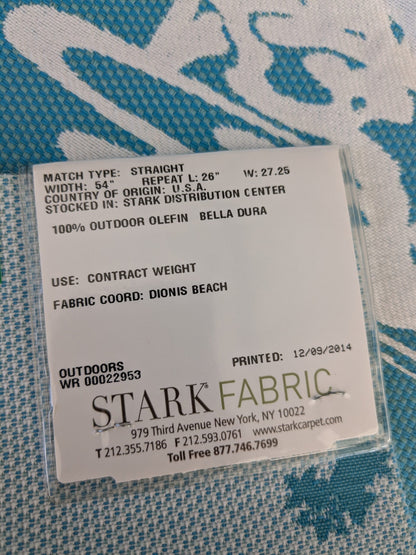 MATCH TYPE: STRAIGHT
WIDTH: 54" REPEAT L: 26" W: 27.25
COUNTRY OF ORIGIN: U.S.A.
STOCKED IN: STARK DISTRIBUTION CENTER
100% OUTDOOR OLEFIN BELLA DURA
USE: CONTRACT WEIGHT
FABRIC COORD: DIONIS BEACH
OUTDOORS PRINTED: 12/09/2014
WR 00022953
STARK FABRIC
979 Third Avenue New York, NY 10022
T 212.355.7186 F 212.593.0761 www.starkcarpet.com
Toll Free 877.746.7699